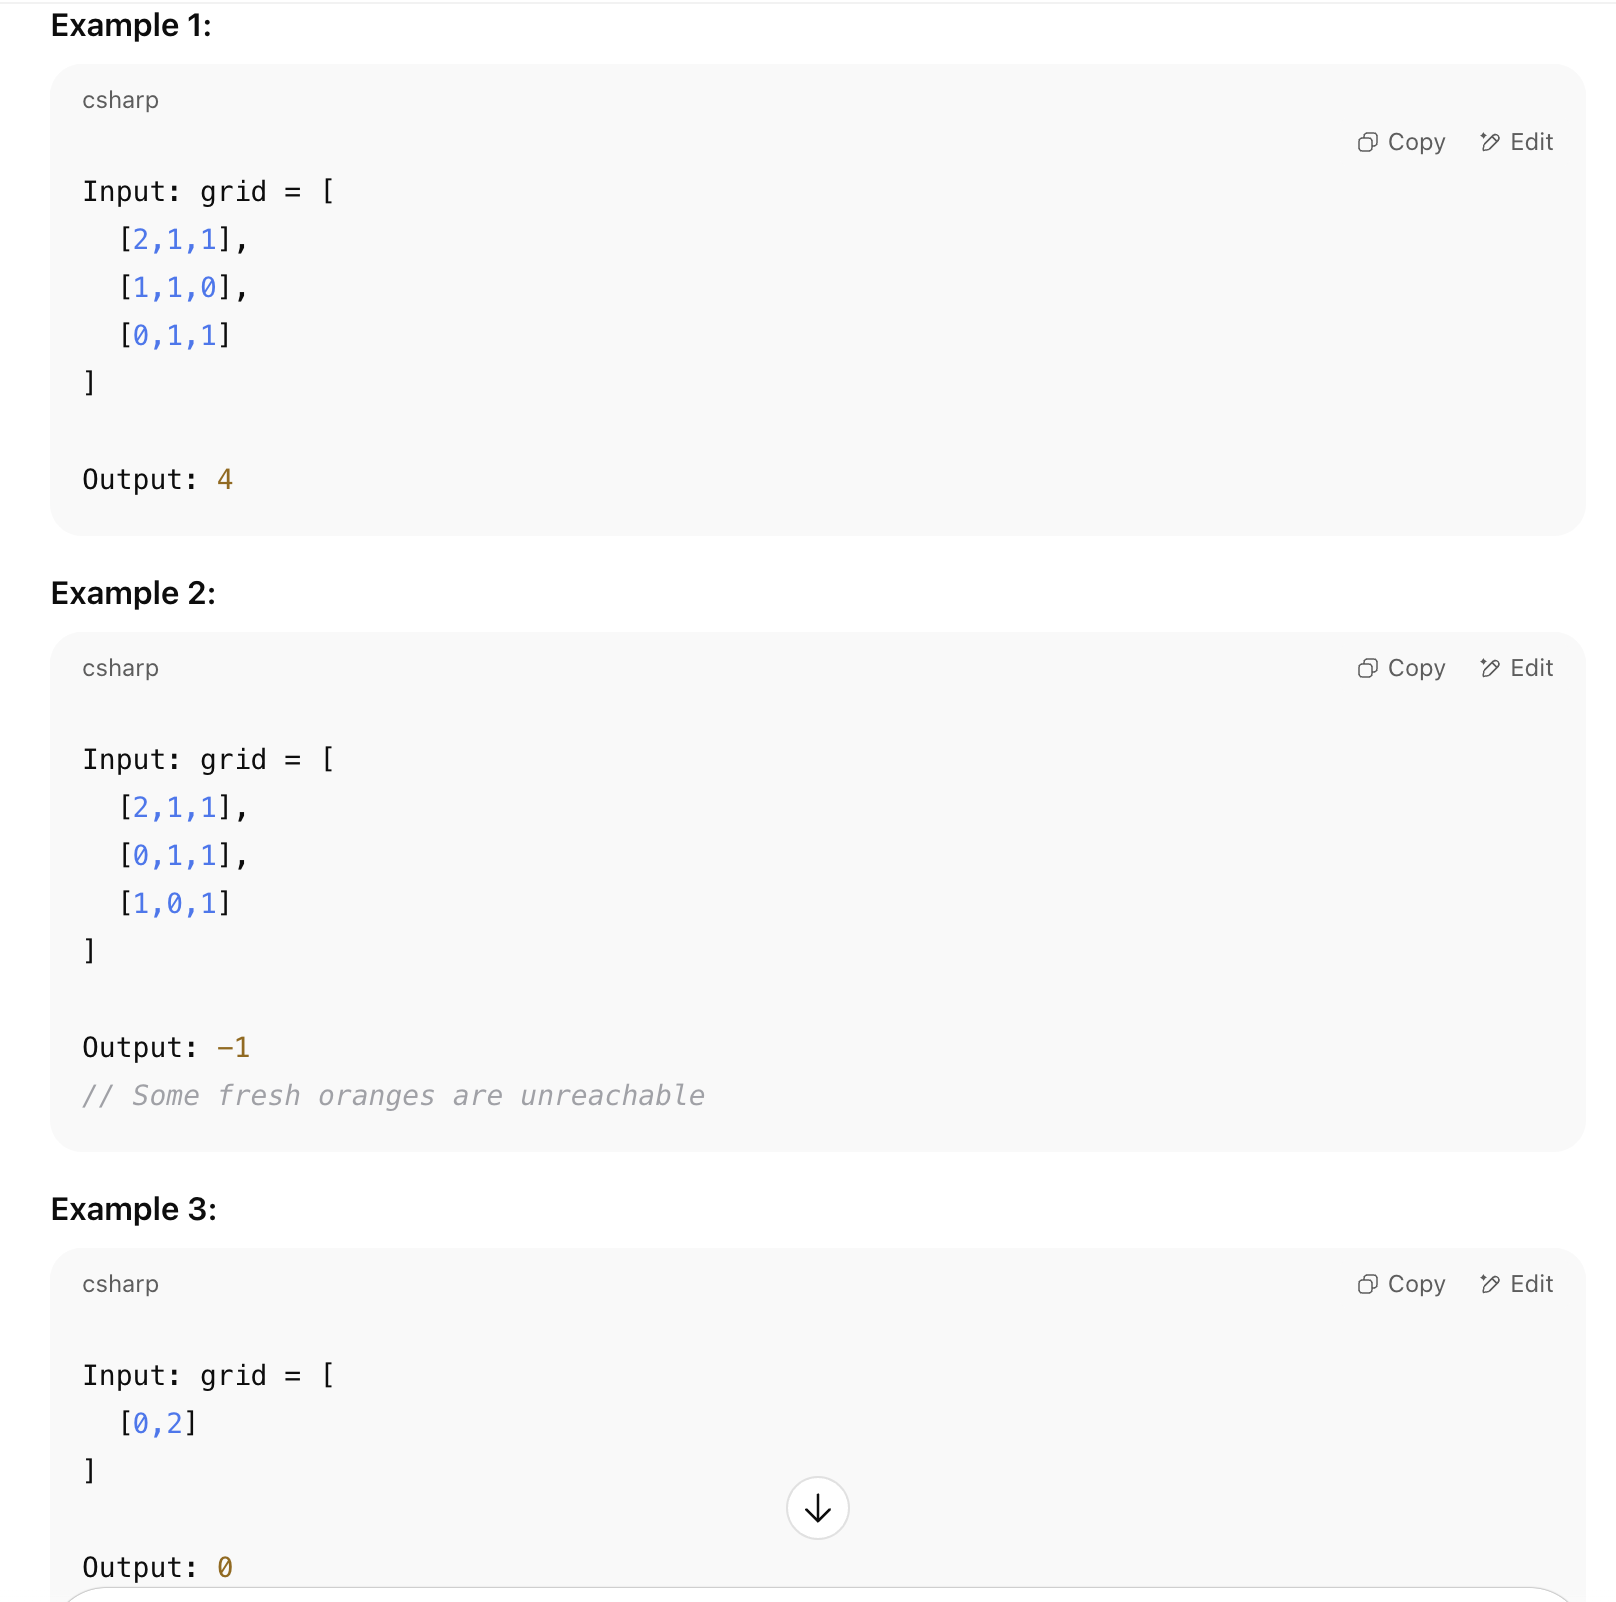 Example 1:
csharp
Copy Edit
Input: grid = [
[2,1,1],
[1,1,0],
[0,1,1]
]
Output: 4
Example 2:
csharp
Copy Edit
Input: grid = [
[2,1,1],
[0,1,1],
[1,0,1]
]
Output: -1
// Some fresh oranges are unreachable
Example 3:
csharp
Copy Edit
Input: grid = [
[0,2]
]
Output: 0